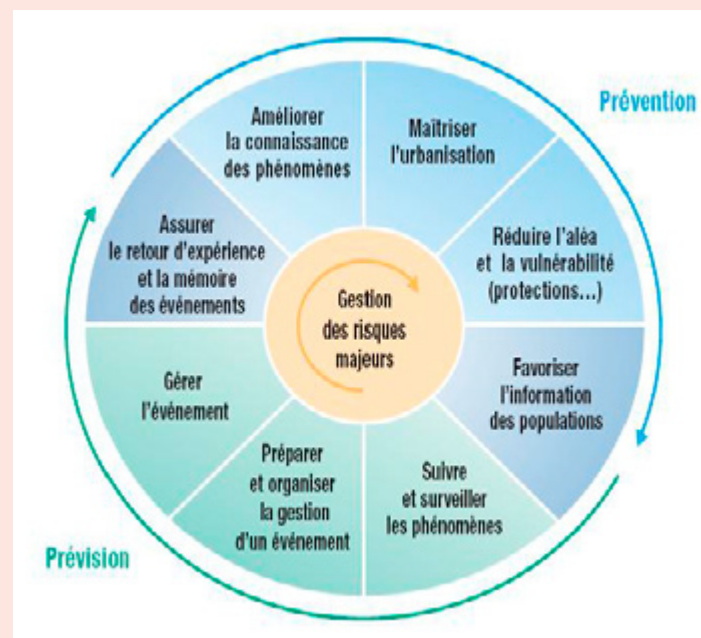 Prévention
Améliorer
la connaissance
des phénomènes
Maîtriser
l'urbanisation
Réduire l'aléa
et la vulnérabilité
(protections...)
Favoriser
l'information
des populations
Suivre
et surveiller
les phénomènes
Préparer
et organiser
la gestion
d'un événement
Gérer
l'événement
Assurer
le retour d'expérience
et la mémoire
des événements
Gestion
des risques
majeurs
Prévision